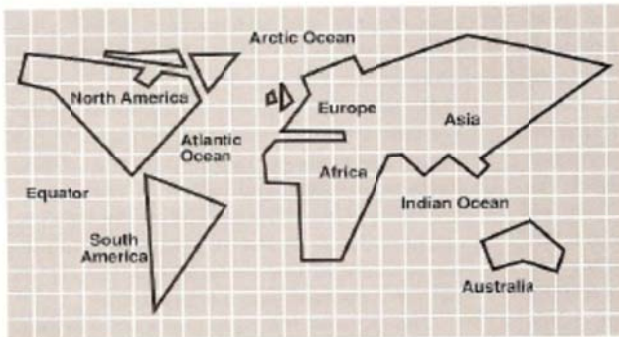 Arctic Ocean
North America
Europe
Asia
Atlantic
Ocean
Africa
Equator
Indian Ocean
South
America
Australia